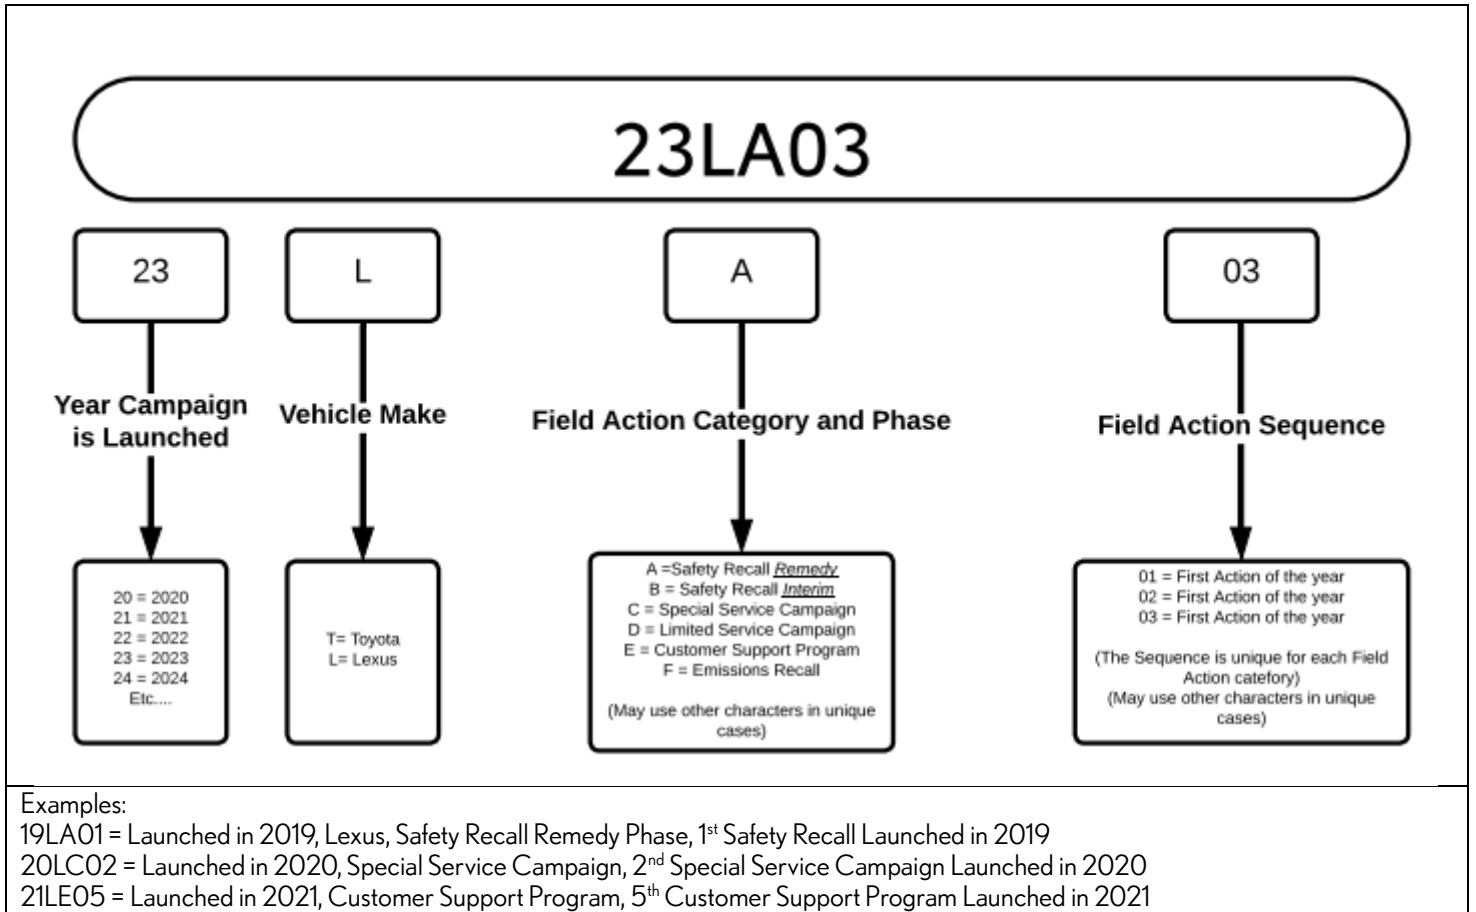 23LA03
23
L
A
03
Year Campaign
is Launched
Vehicle Make
Field Action Category and Phase
Field Action Sequence
20 = 2020
21 = 2021
22 = 2022
23 = 2023
24 = 2024
Etc....
T= Toyota
L= Lexus
A =Safety Recall Remedy
B = Safety Recall Interim
C = Special Service Campaign
D = Limited Service Campaign
E = Customer Support Program
F = Emissions Recall
(May use other characters in unique
cases)
01 = First Action of the year
02 = First Action of the year
03 = First Action of the year
(The Sequence is unique for each Field
Action catefory)
(May use other characters in unique
cases)
Examples:
19LA01 = Launched in 2019, Lexus, Safety Recall Remedy Phase, 1st Safety Recall Launched in 2019
20LC02 = Launched in 2020, Special Service Campaign, 2nd Special Service Campaign Launched in 2020
21LE05 = Launched in 2021, Customer Support Program, 5th Customer Support Program Launched in 2021